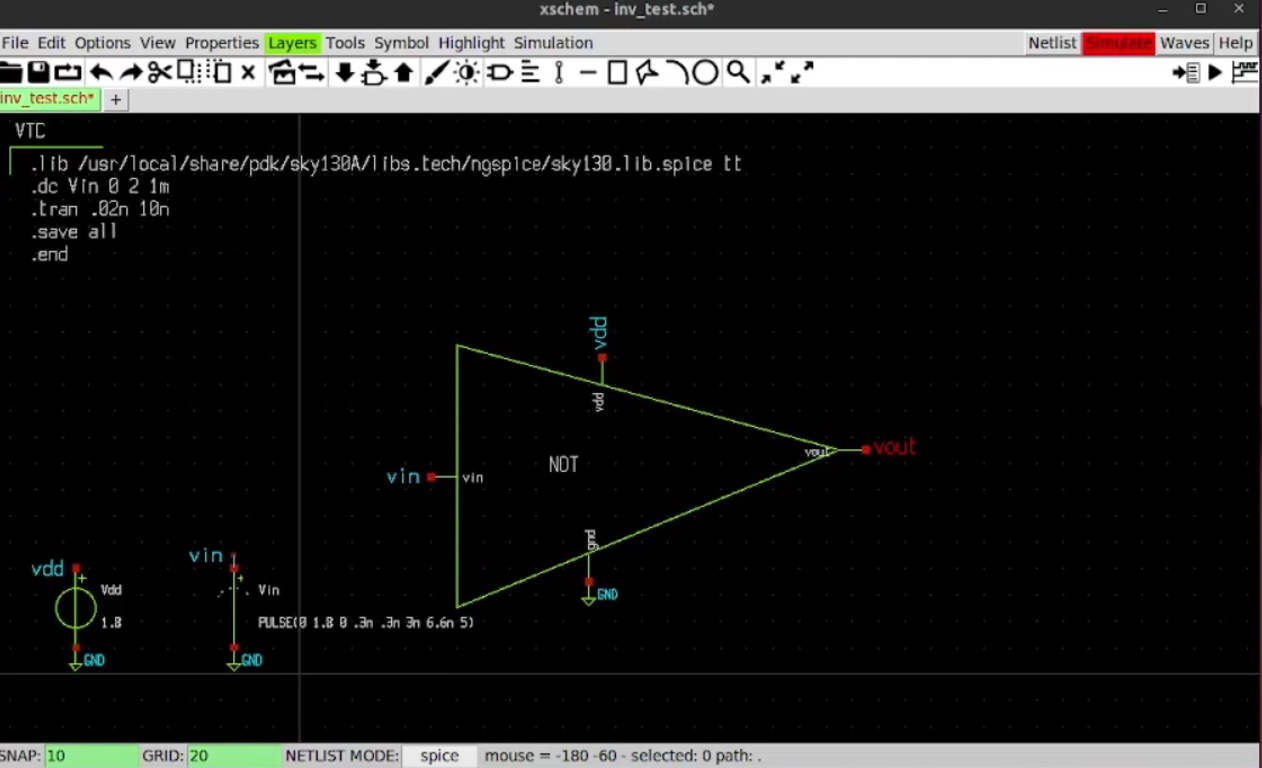 xschem - inv_test.sch*
File Edit Options View Properties Layers Tools Symbol Highlight Simulation Netlist Simulate Waves Help
inv_test.sch* +
VTC
.lib /usr/local/share/pdk/sky130A/libs.tech/ngspice/sky130.lib.spice tt
.dc Vin 0 2 1m
.tran .02n 10n
.save all
.end
vdd
vdd
NOT
vout vout
vin vin
gnd
GND
vdd
Vdd
1.8
GND
vin
Vin
PULSE(0 1.8 0 .3n .3n 3n 6.6n 5)
GND
SNAP: 10 GRID: 20 NETLIST MODE: spice mouse = -180 -60 - selected: 0 path: .